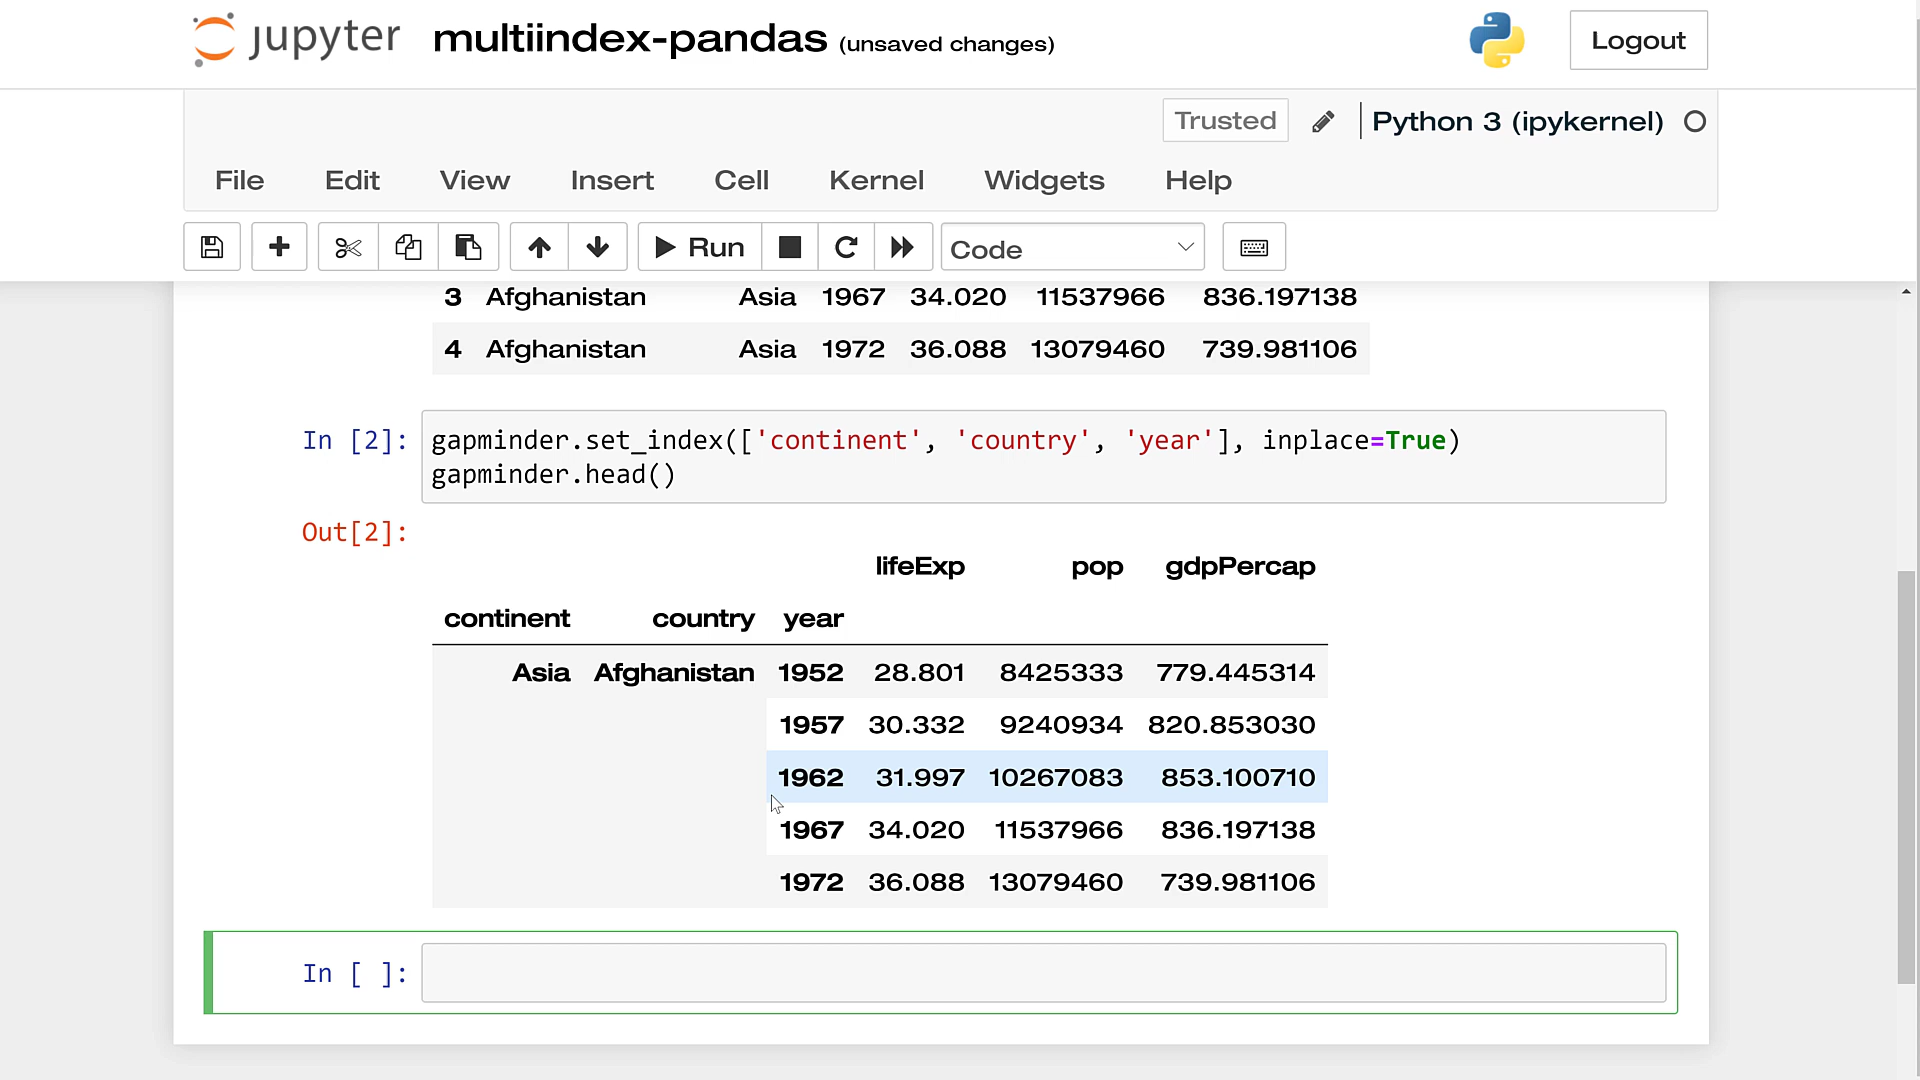 jupyter multiindex-pandas (unsaved changes) Logout
Trusted Python 3 (ipykernel)
File Edit View Insert Cell Kernel Widgets Help
Run Code
3 Afghanistan Asia 1967 34.020 11537966 836.197138
4 Afghanistan Asia 1972 36.088 13079460 739.981106
In [2]: gapminder.set_index(['continent', 'country', 'year'], inplace=True)
gapminder.head()
Out[2]:
lifeExp pop gdpPercap
continent country year
Asia Afghanistan 1952 28.801 8425333 779.445314
1957 30.332 9240934 820.853030
1962 31.997 10267083 853.100710
1967 34.020 11537966 836.197138
1972 36.088 13079460 739.981106
In [ ]: